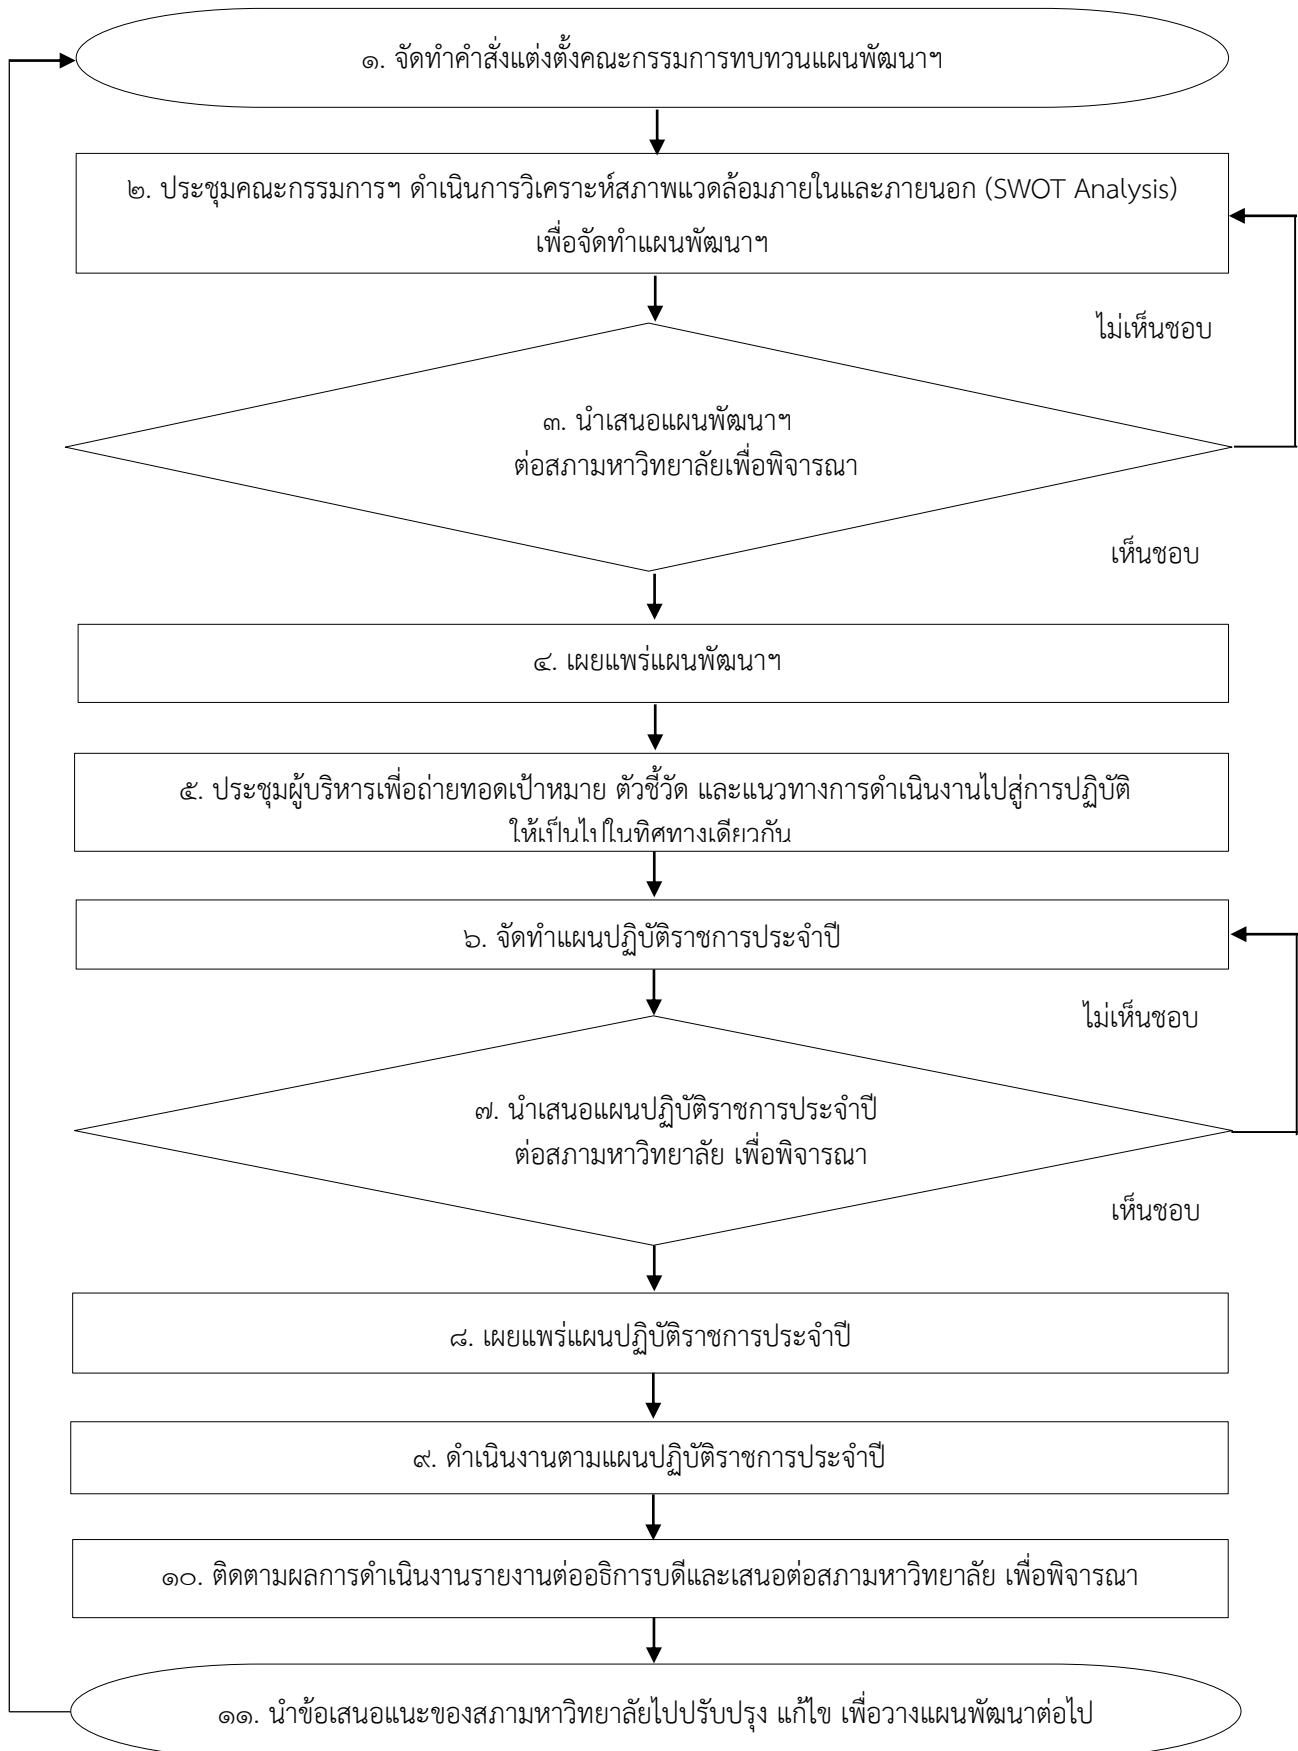 ๑. จัดทำคำสั่งแต่งตั้งคณะกรรมการทบทวนแผนพัฒนาฯ
๒. ประชุมคณะกรรมการฯ ดำเนินการวิเคราะห์สภาพแวดล้อมภายในและภายนอก (SWOT Analysis)
เพื่อจัดทำแผนพัฒนาฯ
ไม่เห็นชอบ
๓. นำเสนอแผนพัฒนาฯ
ต่อสภามหาวิทยาลัยเพื่อพิจารณา
เห็นชอบ
๔. เผยแพร่แผนพัฒนาฯ
๕. ประชุมผู้บริหารเพื่อถ่ายทอดเป้าหมาย ตัวชี้วัด และแนวทางการดำเนินงานไปสู่การปฏิบัติ
ให้เป็นไปในทิศทางเดียวกัน
๖. จัดทำแผนปฏิบัติราชการประจำปี
ไม่เห็นชอบ
๗. นำเสนอแผนปฏิบัติราชการประจำปี
ต่อสภามหาวิทยาลัย เพื่อพิจารณา
เห็นชอบ
๘. เผยแพร่แผนปฏิบัติราชการประจำปี
๙. ดำเนินงานตามแผนปฏิบัติราชการประจำปี
๑๐. ติดตามผลการดำเนินงานรายงานต่ออธิการบดีและเสนอต่อสภามหาวิทยาลัย เพื่อพิจารณา
๑๑. นำข้อเสนอแนะของสภามหาวิทยาลัยไปปรับปรุง แก้ไข เพื่อวางแผนพัฒนาต่อไป